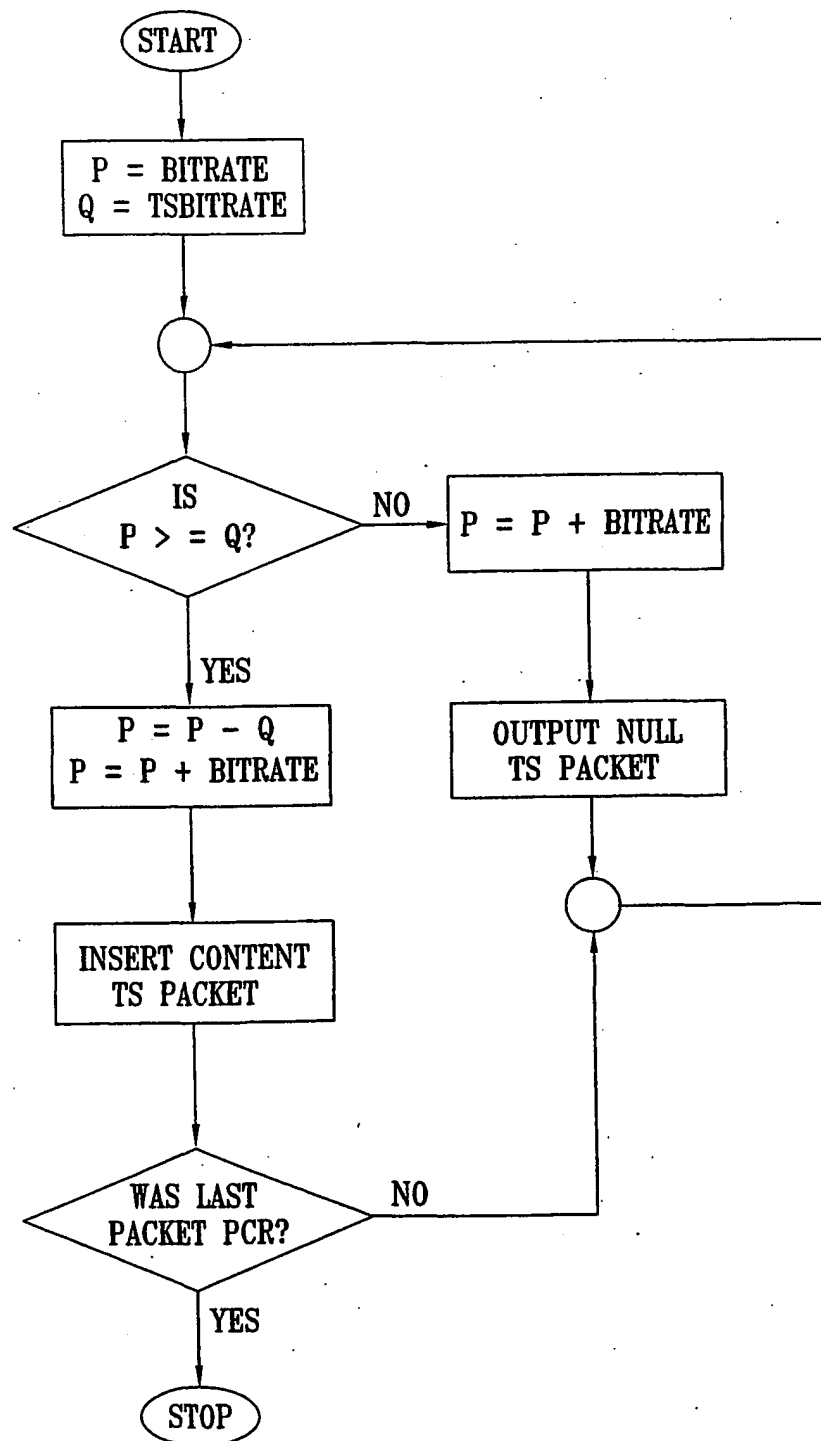 START
P = BITRATE
Q = TSBITRATE
IS
P > = Q?
NO
P = P + BITRATE
YES
P = P - Q
P = P + BITRATE
OUTPUT NULL
TS PACKET
INSERT CONTENT
TS PACKET
WAS LAST
PACKET PCR?
NO
YES
STOP